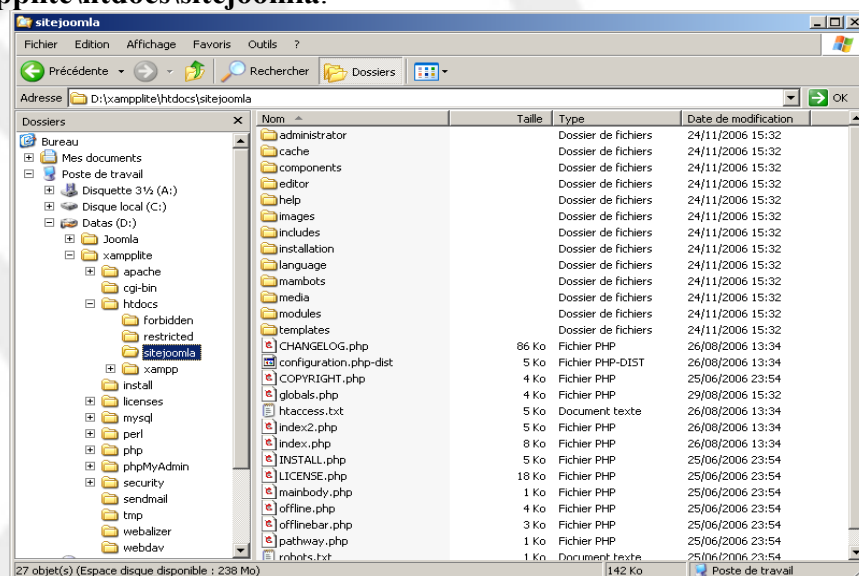 pplite\htdocs\sitejoomla.
sitejoomla
Fichier Edition Affichage Favoris Outils ?
Précédente Rechercher Dossiers
Adresse D:\xampplite\htdocs\sitejoomla OK
Dossiers
Bureau
Mes documents
Poste de travail
Disquette 3½ (A:)
Disque local (C:)
Datas (D:)
Joomla
xampplite
apache
cgi-bin
htdocs
forbidden
restricted
sitejoomla
xampp
install
licenses
mysql
perl
php
phpMyAdmin
security
sendmail
tmp
webalizer
webdav
Nom Taille Type Date de modification
administrator Dossier de fichiers 24/11/2006 15:32
cache Dossier de fichiers 24/11/2006 15:32
components Dossier de fichiers 24/11/2006 15:32
editor Dossier de fichiers 24/11/2006 15:32
help Dossier de fichiers 24/11/2006 15:32
images Dossier de fichiers 24/11/2006 15:32
includes Dossier de fichiers 24/11/2006 15:32
installation Dossier de fichiers 24/11/2006 15:32
language Dossier de fichiers 24/11/2006 15:32
mambots Dossier de fichiers 24/11/2006 15:32
media Dossier de fichiers 24/11/2006 15:32
modules Dossier de fichiers 24/11/2006 15:32
templates Dossier de fichiers 24/11/2006 15:32
CHANGELOG.php 86 Ko Fichier PHP 26/08/2006 13:34
configuration.php-dist 5 Ko Fichier PHP-DIST 26/08/2006 13:34
COPYRIGHT.php 4 Ko Fichier PHP 25/06/2006 23:54
globals.php 4 Ko Fichier PHP 29/08/2006 15:32
htaccess.txt 5 Ko Document texte 26/08/2006 13:34
index2.php 5 Ko Fichier PHP 26/08/2006 13:34
index.php 8 Ko Fichier PHP 26/08/2006 13:34
INSTALL.php 5 Ko Fichier PHP 25/06/2006 23:54
LICENSE.php 18 Ko Fichier PHP 25/06/2006 23:54
mainbody.php 1 Ko Fichier PHP 25/06/2006 23:54
offline.php 4 Ko Fichier PHP 25/06/2006 23:54
offlinebar.php 3 Ko Fichier PHP 25/06/2006 23:54
pathway.php 1 Ko Fichier PHP 25/06/2006 23:54
robots.txt 1 Ko Document texte 25/06/2006 23:54
27 objet(s) (Espace disque disponible : 238 Mo) 142 Ko Poste de travail